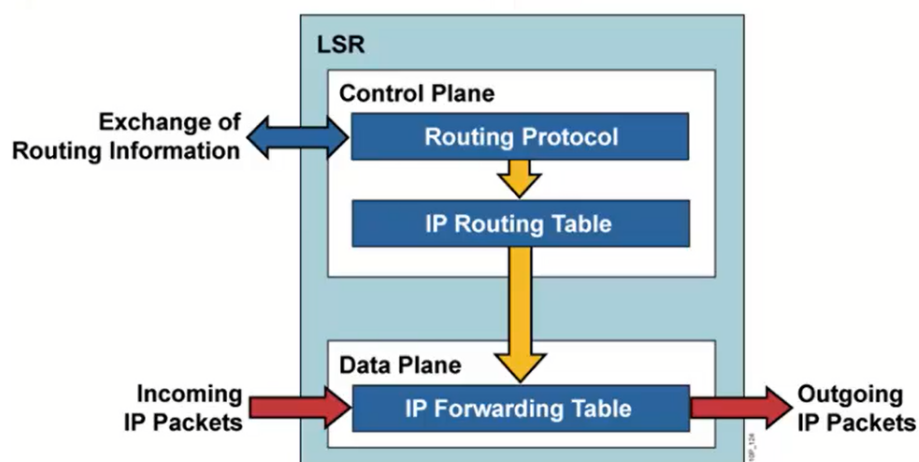 LSR
Control Plane
Exchange of
Routing Information
Routing Protocol
IP Routing Table
Data Plane
Incoming
IP Packets
IP Forwarding Table
Outgoing
IP Packets